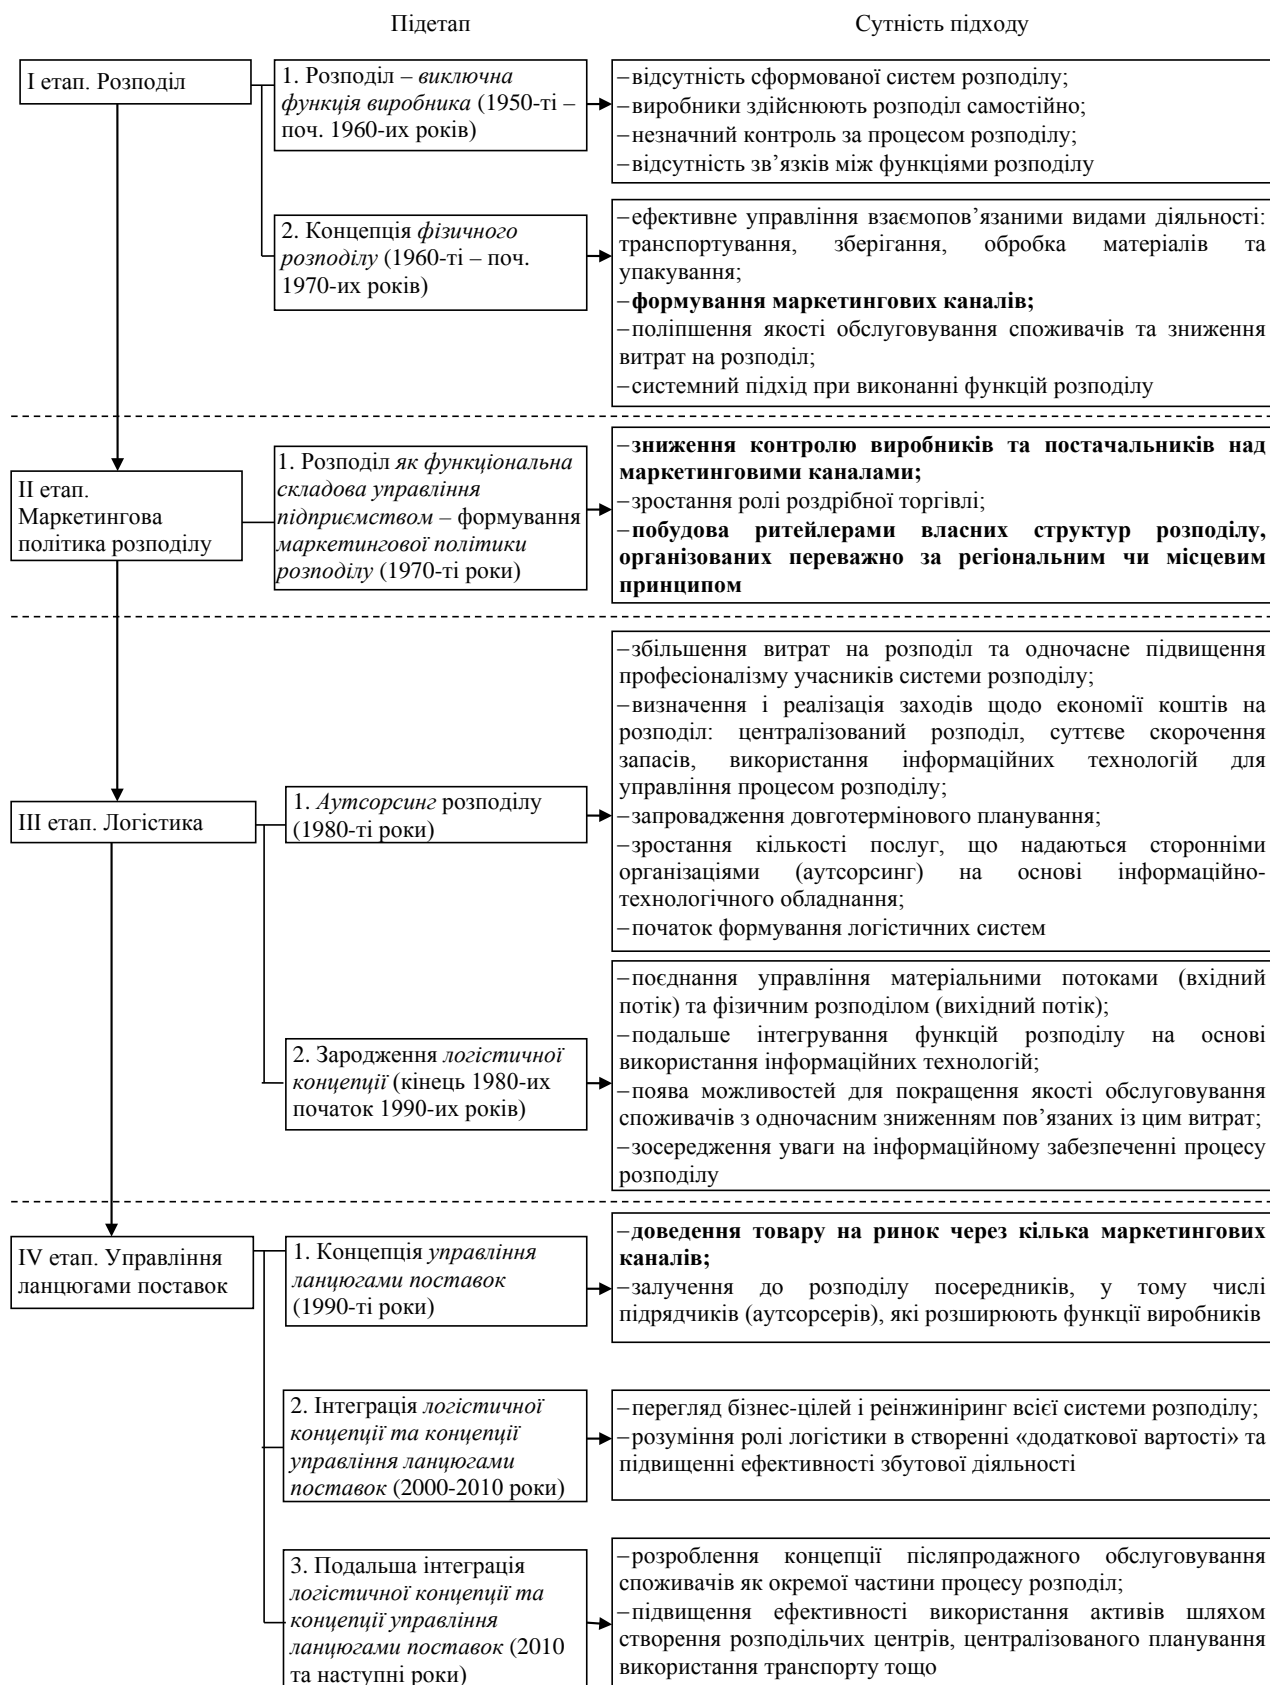 Підетап
Сутність підходу
І етап. Розподіл
1. Розподіл – виключна
функція виробника (1950-ті –
поч. 1960-их років)
–відсутність сформованої систем розподілу;
–виробники здійснюють розподіл самостійно;
–незначний контроль за процесом розподілу;
–відсутність зв’язків між функціями розподілу
2. Концепція фізичного
розподілу (1960-ті – поч.
1970-их років)
–ефективне управління взаємопов’язаними видами діяльності:
транспортування, зберігання, обробка матеріалів та
упакування;
–формування маркетингових каналів;
–поліпшення якості обслуговування споживачів та зниження
витрат на розподіл;
–системний підхід при виконанні функцій розподілу
ІІ етап.
Маркетингова
політика розподілу
1. Розподіл як функціональна
складова управління
підприємством – формування
маркетингової політики
розподілу (1970-ті роки)
–зниження контролю виробників та постачальників над
маркетинговими каналами;
–зростання ролі роздрібної торгівлі;
–побудова ритейлерами власних структур розподілу,
організованих переважно за регіональним чи місцевим
принципом
ІІІ етап. Логістика
1. Аутсорсинг розподілу
(1980-ті роки)
–збільшення витрат на розподіл та одночасне підвищення
професіоналізму учасників системи розподілу;
–визначення і реалізація заходів щодо економії коштів на
розподіл: централізований розподіл, суттєве скорочення
запасів, використання інформаційних технологій для
управління процесом розподілу;
–запровадження довготермінового планування;
–зростання кількості послуг, що надаються сторонніми
організаціями (аутсорсинг) на основі інформаційно-
технологічного обладнання;
–початок формування логістичних систем
2. Зародження логістичної
концепції (кінець 1980-их
початок 1990-их років)
–поєднання управління матеріальними потоками (вхідний
потік) та фізичним розподілом (вихідний потік);
–подальше інтегрування функцій розподілу на основі
використання інформаційних технологій;
–поява можливостей для покращення якості обслуговування
споживачів з одночасним зниженням пов’язаних із цим витрат;
–зосередження уваги на інформаційному забезпеченні процесу
розподілу
IV етап. Управління
ланцюгами поставок
1. Концепція управління
ланцюгами поставок
(1990-ті роки)
–доведення товару на ринок через кілька маркетингових
каналів;
–залучення до розподілу посередників, у тому числі
підрядчиків (аутсорсерів), які розширюють функції виробників
2. Інтеграція логістичної
концепції та концепції
управління ланцюгами
поставок (2000-2010 роки)
–перегляд бізнес-цілей і реінжиніринг всієї системи розподілу;
–розуміння ролі логістики в створенні «додаткової вартості» та
підвищенні ефективності збутової діяльності
3. Подальша інтеграція
логістичної концепції та
концепції управління
ланцюгами поставок (2010
та наступні роки)
–розроблення концепції післяпродажного обслуговування
споживачів як окремої частини процесу розподіл;
–підвищення ефективності використання активів шляхом
створення розподільчих центрів, централізованого планування
використання транспорту тощо